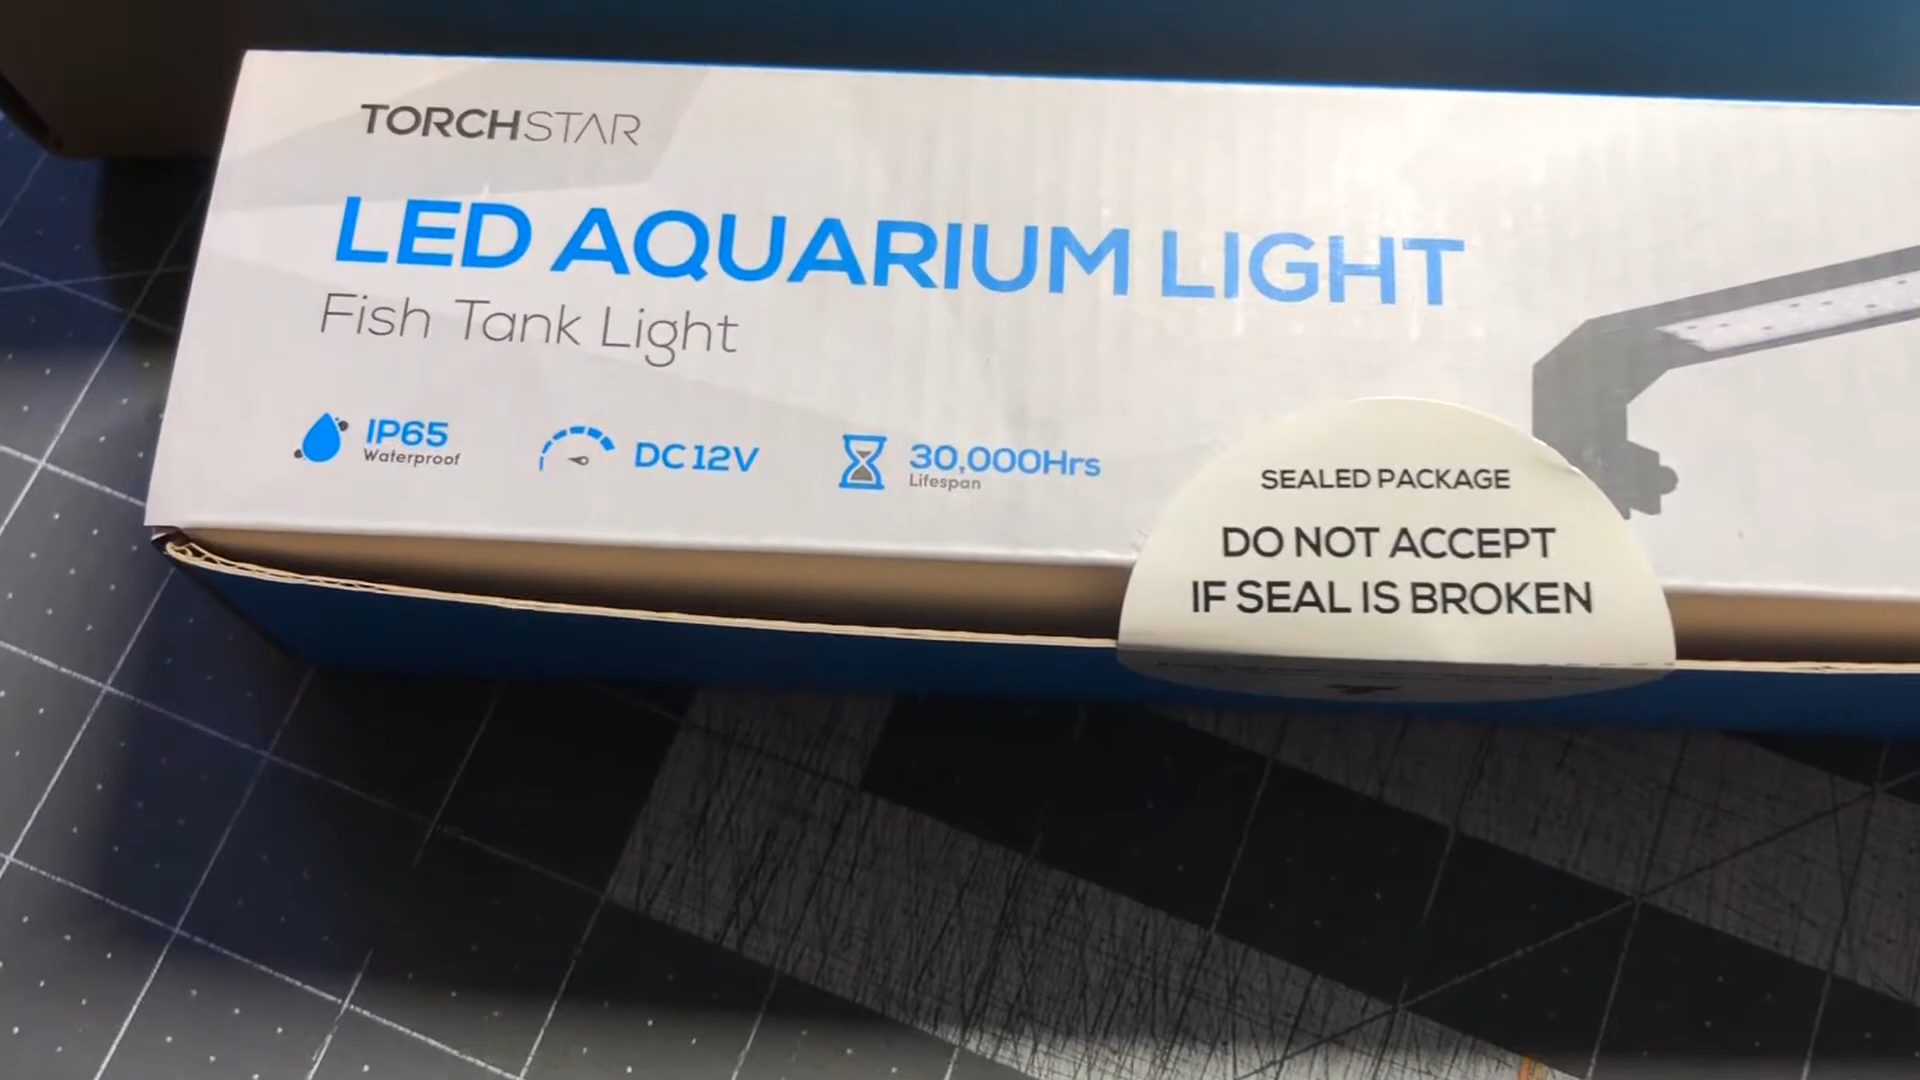 TORCHSTAR
LED AQUARIUM LIGHT
Fish Tank Light
IP65
Waterproof
DC 12V
30,000Hrs
Lifespan
SEALED PACKAGE
DO NOT ACCEPT
IF SEAL IS BROKEN